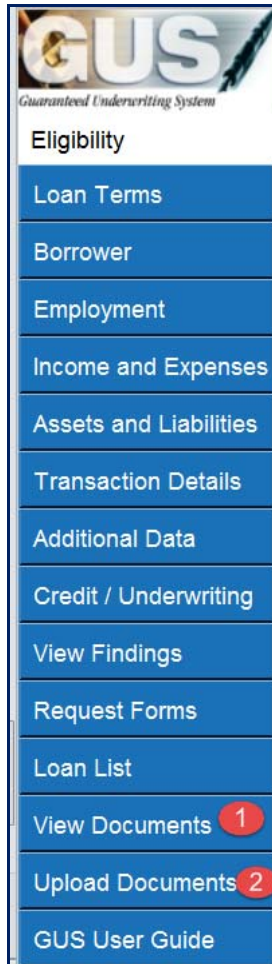 GUS
Guaranteed Underwriting System
Eligibility
Loan Terms
Borrower
Employment
Income and Expenses
Assets and Liabilities
Transaction Details
Additional Data
Credit / Underwriting
View Findings
Request Forms
Loan List
View Documents 1
Upload Documents 2
GUS User Guide